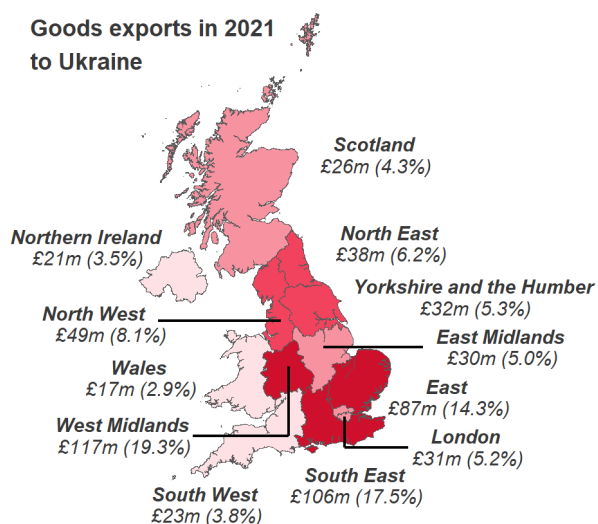 Goods exports in 2021
to Ukraine
Scotland
£26m (4.3%)
Northern Ireland
£21m (3.5%)
North East
£38m (6.2%)
Yorkshire and the Humber
£32m (5.3%)
North West
£49m (8.1%)
East Midlands
£30m (5.0%)
Wales
£17m (2.9%)
East
£87m (14.3%)
West Midlands
£117m (19.3%)
London
£31m (5.2%)
South East
£106m (17.5%)
South West
£23m (3.8%)